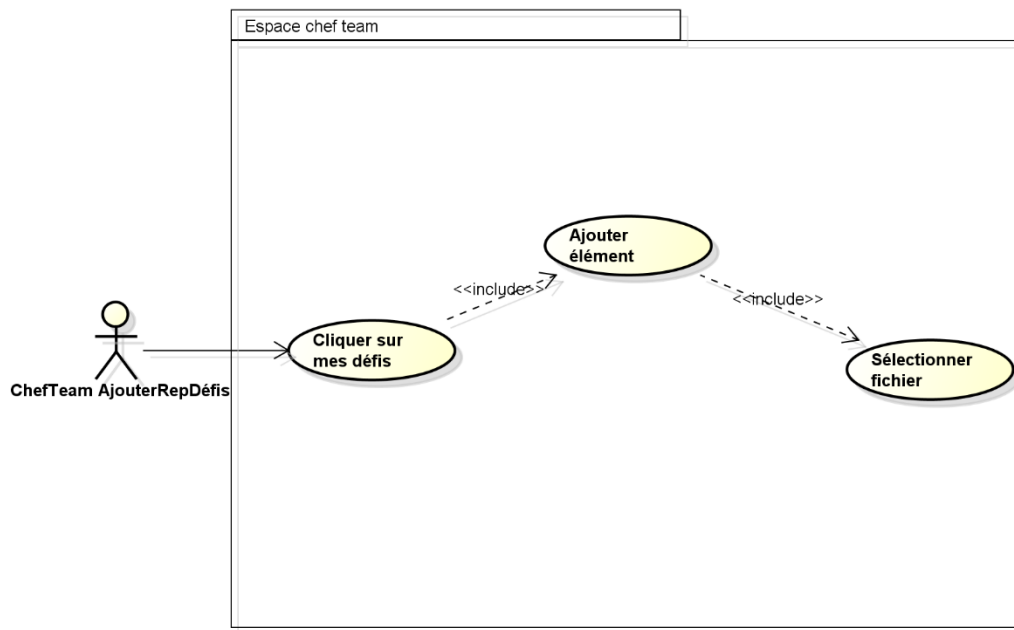 Espace chef team
Ajouter
élément
<<include>>
<<include>>
Cliquer sur
mes défis
Sélectionner
fichier
ChefTeam AjouterRepDéfis